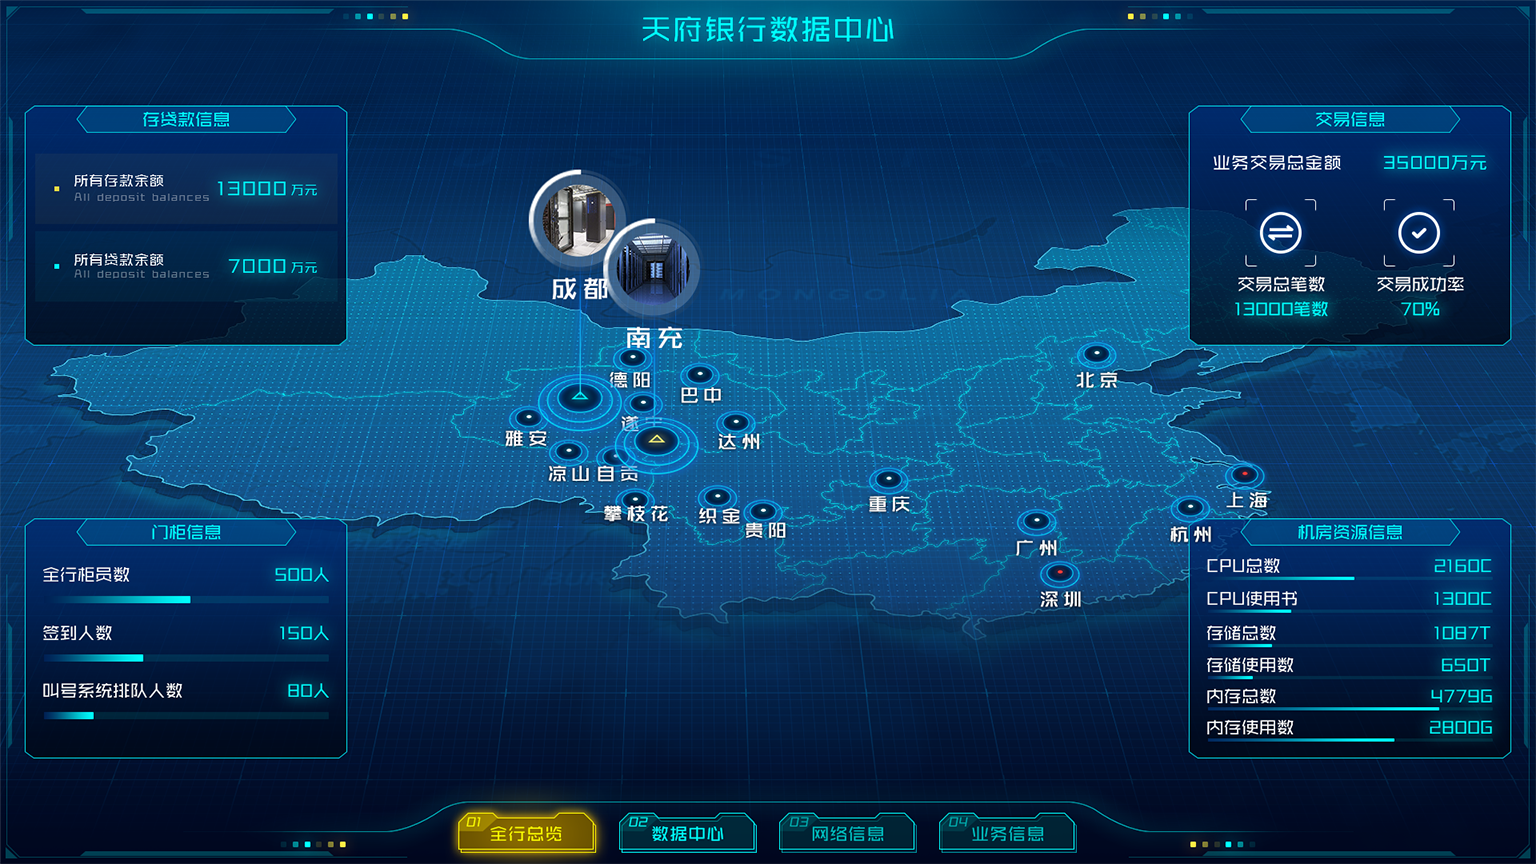 天府银行数据中心
存贷款信息
所有存款余额
All deposit balances
13000 万元
所有贷款余额
All deposit balances
7000 万元
交易信息
业务交易总金额
35000万元
交易总笔数
13000笔数
交易成功率
70%
成都
南充
德阳
巴中
北京
遂
雅安
达州
凉山
自贡
攀枝花
织金
贵阳
重庆
上海
杭州
广州
深圳
门柜信息
全行柜员数
500人
签到人数
150人
叫号系统排队人数
80人
机房资源信息
CPU总数
2160C
CPU使用书
1300C
存储总数
1087T
存储使用数
650T
内存总数
4779G
内存使用数
2800G
01 全行总览
02 数据中心
03 网络信息
04 业务信息